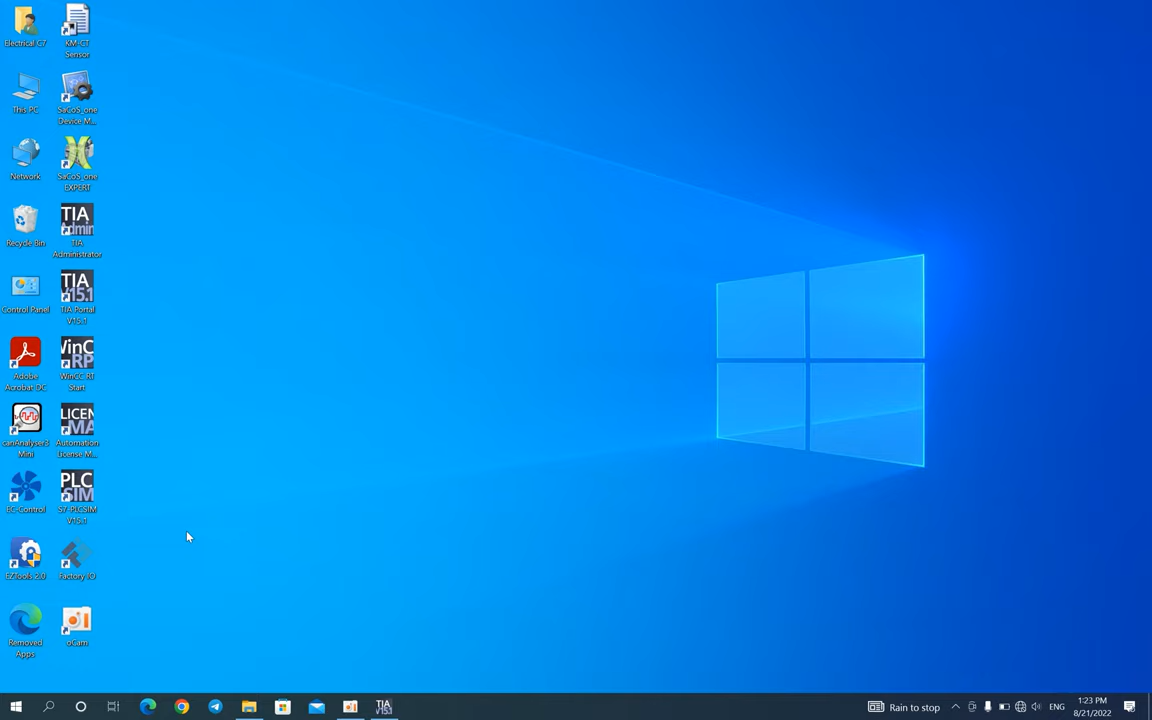 Electrical C7
KM-CT
Sensor
This PC
SaCoS_one
Device M...
Network
SaCoS_one
EXPERT
Recycle Bin
TIA
Admin
TIA
Administrator
Control Panel
TIA
V15.1
TIA Portal
V15.1
Adobe
Acrobat DC
WinC
RP
WinCC RT
Start
canAnalyser3
Mini
LICEN
MA
Automation
License M...
EC-Control
PLC
SIM
S7-PLCSIM
V15.1
EZTools 2.0
Factory IO
Removed
Apps
oCam
TIA
V15.1
Rain to stop
ENG
1:23 PM
8/21/2022